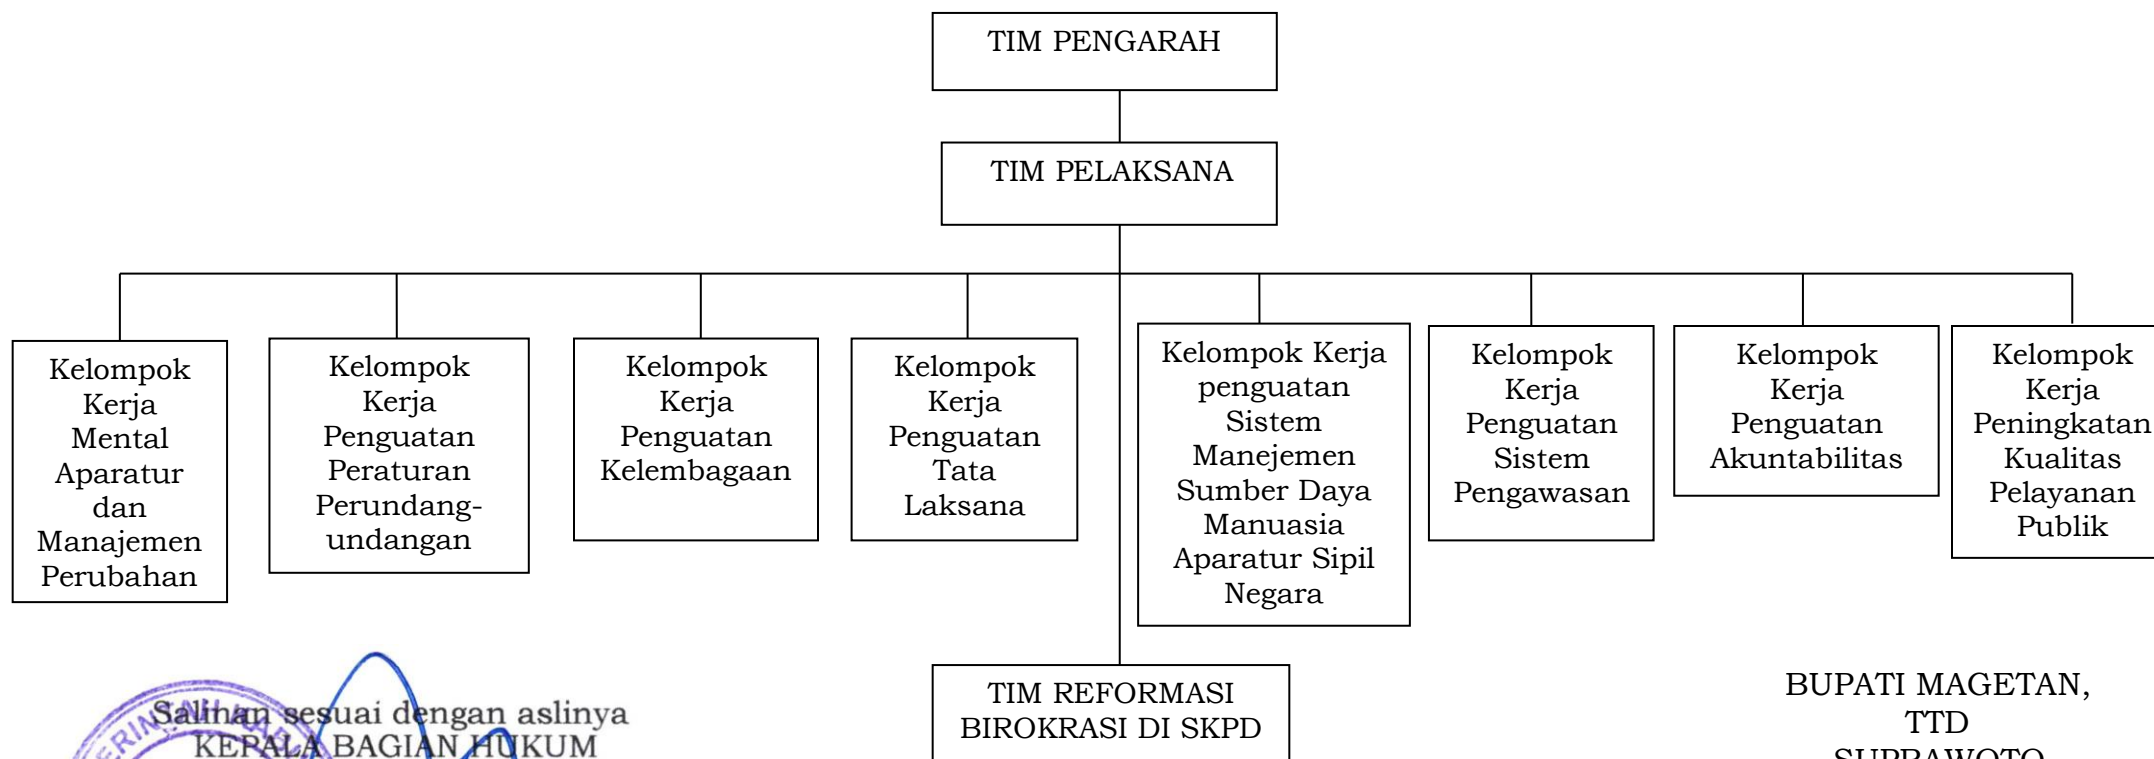 TIM PENGARAH
TIM PELAKSANA
Kelompok
Kerja
Mental
Aparatur
dan
Manajemen
Perubahan
Kelompok
Kerja
Penguatan
Peraturan
Perundang-
undangan
Kelompok
Kerja
Penguatan
Kelembagaan
Kelompok
Kerja
Penguatan
Tata
Laksana
Kelompok Kerja
penguatan
Sistem
Manejemen
Sumber Daya
Manuasia
Aparatur Sipil
Negara
Kelompok
Kerja
Penguatan
Sistem
Pengawasan
Kelompok
Kerja
Penguatan
Akuntabilitas
Kelompok
Kerja
Peningkatan
Kualitas
Pelayanan
Publik
TIM REFORMASI
BIROKRASI DI SKPD
Salinan sesuai dengan aslinya
KEPALA BAGIAN HUKUM
BUPATI MAGETAN,
TTD
SUPRAWOTO